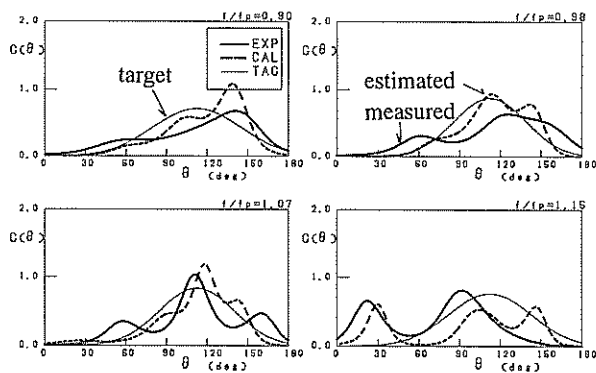 f/fp=0.90
2.0
G(θ)
1.0
0.0
EXP
CAL
TAG
target
0 30 60 90 120 150 180
θ (deg)
f/fp=0.98
2.0
G(θ)
1.0
0.0
estimated
measured
0 30 60 90 120 150 180
θ (deg)
f/fp=1.07
2.0
G(θ)
1.0
0.0
0 30 60 90 120 150 180
θ (deg)
f/fp=1.15
2.0
G(θ)
1.0
0.0
0 30 60 90 120 150 180
θ (deg)